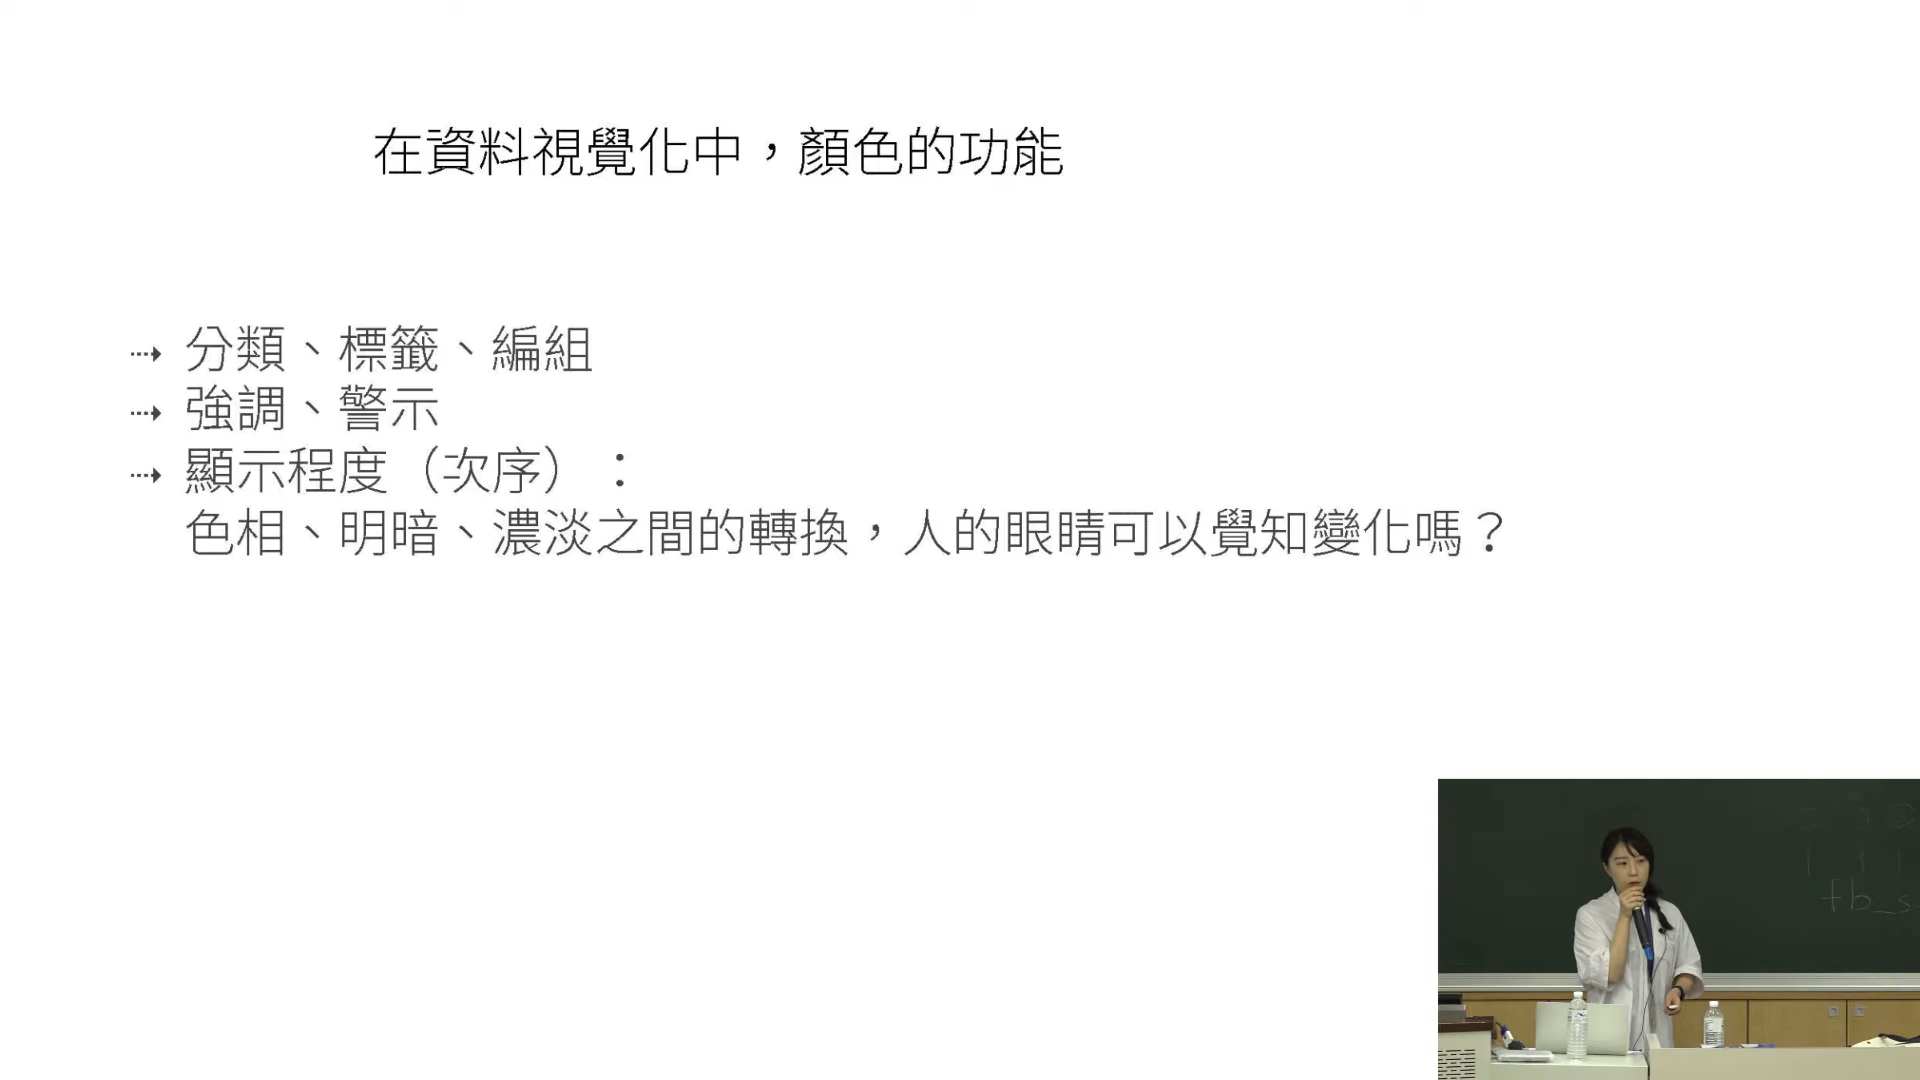 在資料視覺化中，顏色的功能
⇢ 分類、標籤、編組
⇢ 強調、警示
⇢ 顯示程度（次序）：
色相、明暗、濃淡之間的轉換，人的眼睛可以覺知變化嗎？
fb_s